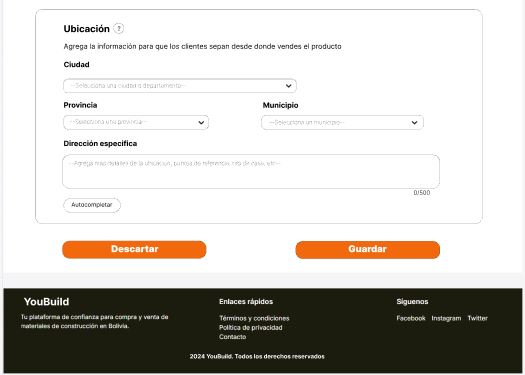 Ubicación ?
Agrega la información para que los clientes sepan desde donde vendes el producto
Ciudad
--Selecciona una ciudad o departamento--
Provincia
Municipio
--Selecciona una provincia--
--Selecciona un municipio--
Dirección específica
--Agrega mas detalles de la ubicacion, puntos de referencia, tipo de casa, etc--
0/500
Autocompletar
Descartar
Guardar
YouBuild
Tu plataforma de confianza para compra y venta de
materiales de construcción en Bolivia.
Enlaces rápidos
Términos y condiciones
Política de privacidad
Contacto
Síguenos
Facebook Instagram Twitter
2024 YouBuild. Todos los derechos reservados